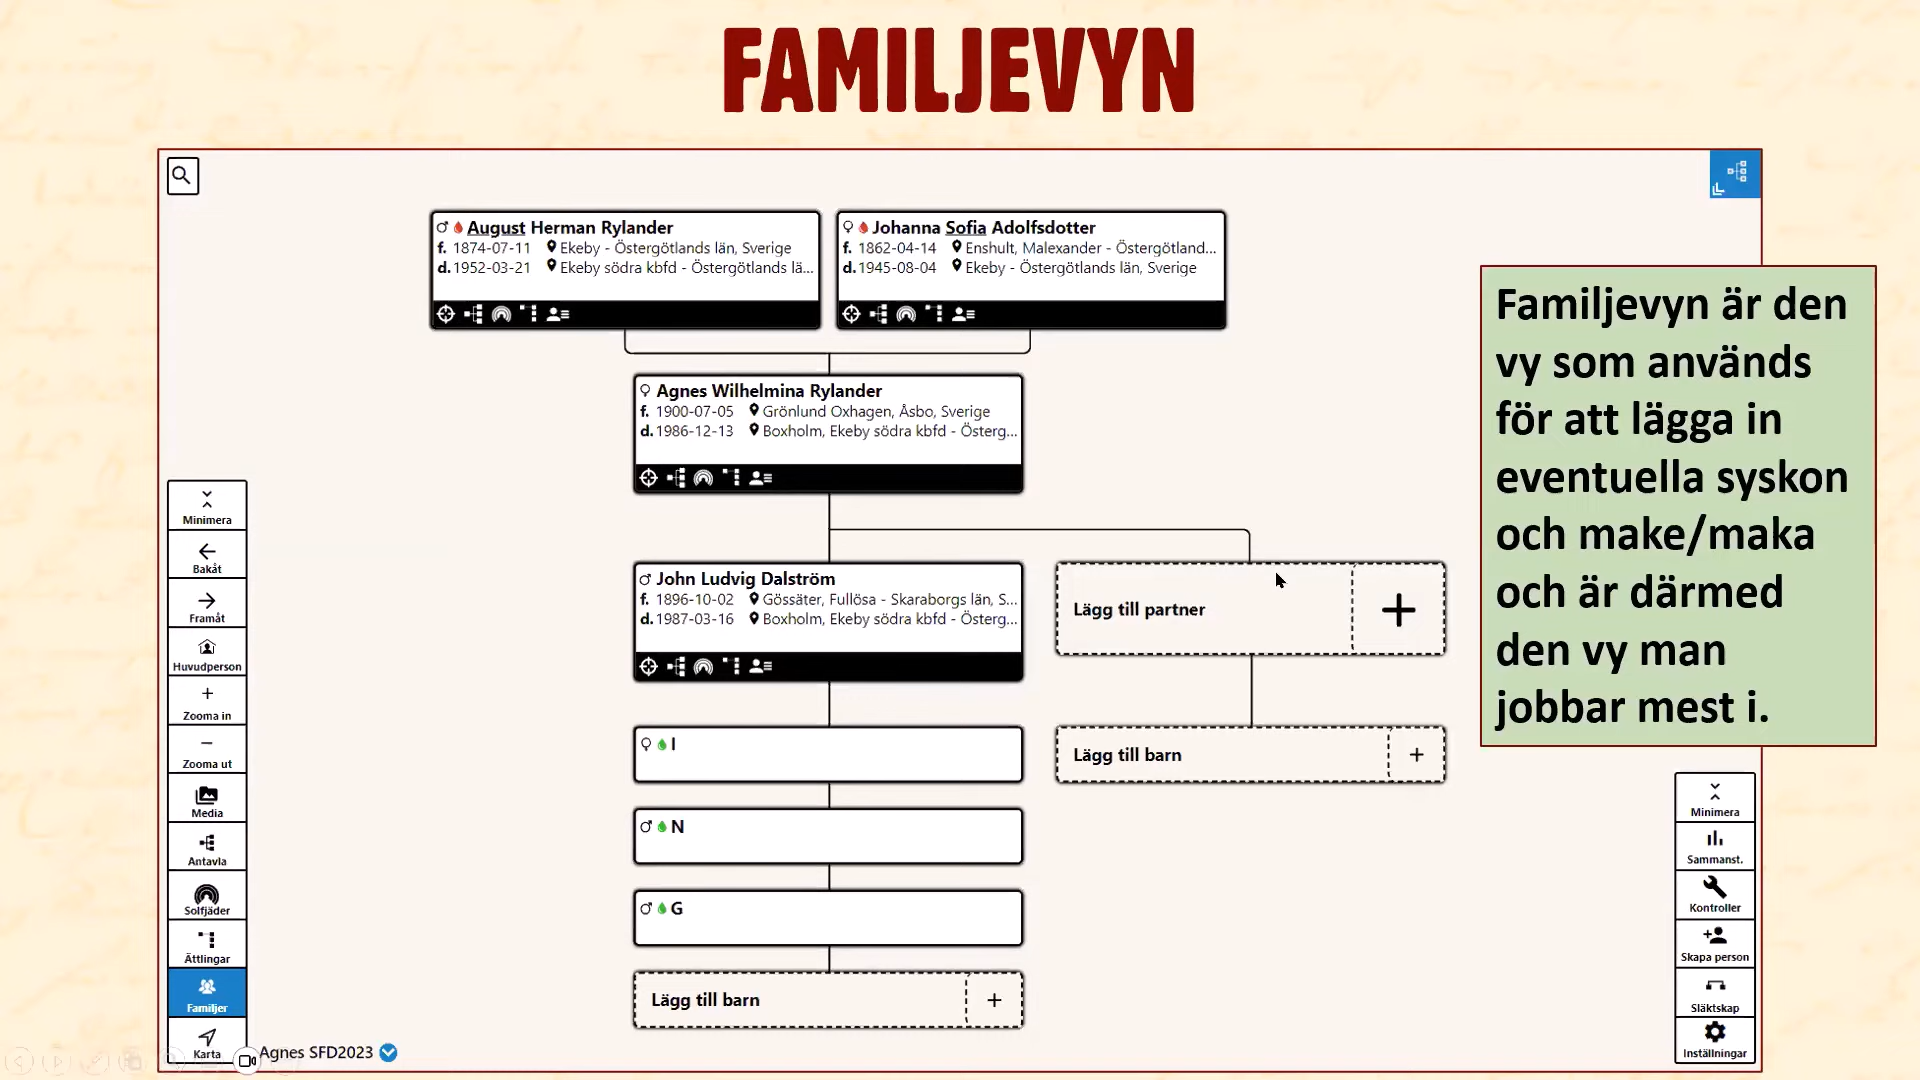 FAMILJEVYN
August Herman Rylander
f. 1874-07-11 Ekeby - Östergötlands län, Sverige
d. 1952-03-21 Ekeby södra kbfd - Östergötlands lä...
Johanna Sofia Adolfsdotter
f. 1862-04-14 Enshult, Malexander - Östergötland...
d. 1945-08-04 Ekeby - Östergötlands län, Sverige
Agnes Wilhelmina Rylander
f. 1900-07-05 Grönlund Oxhagen, Åsbo, Sverige
d. 1986-12-13 Boxholm, Ekeby södra kbfd - Österg...
John Ludvig Dalström
f. 1896-10-02 Gössäter, Fullösa - Skaraborgs län, S...
d. 1987-03-16 Boxholm, Ekeby södra kbfd - Österg...
Lägg till partner
I
Lägg till barn
N
G
Lägg till barn
Familjevyn är den
vy som används
för att lägga in
eventuella syskon
och make/maka
och är därmed
den vy man
jobbar mest i.
Minimera
Bakåt
Framåt
Huvudperson
Zooma in
Zooma ut
Media
Antavla
Solfjäder
Ättlingar
Familjer
Karta
Agnes SFD2023
Minimera
Sammanst.
Kontroller
Skapa person
Släktskap
Inställningar